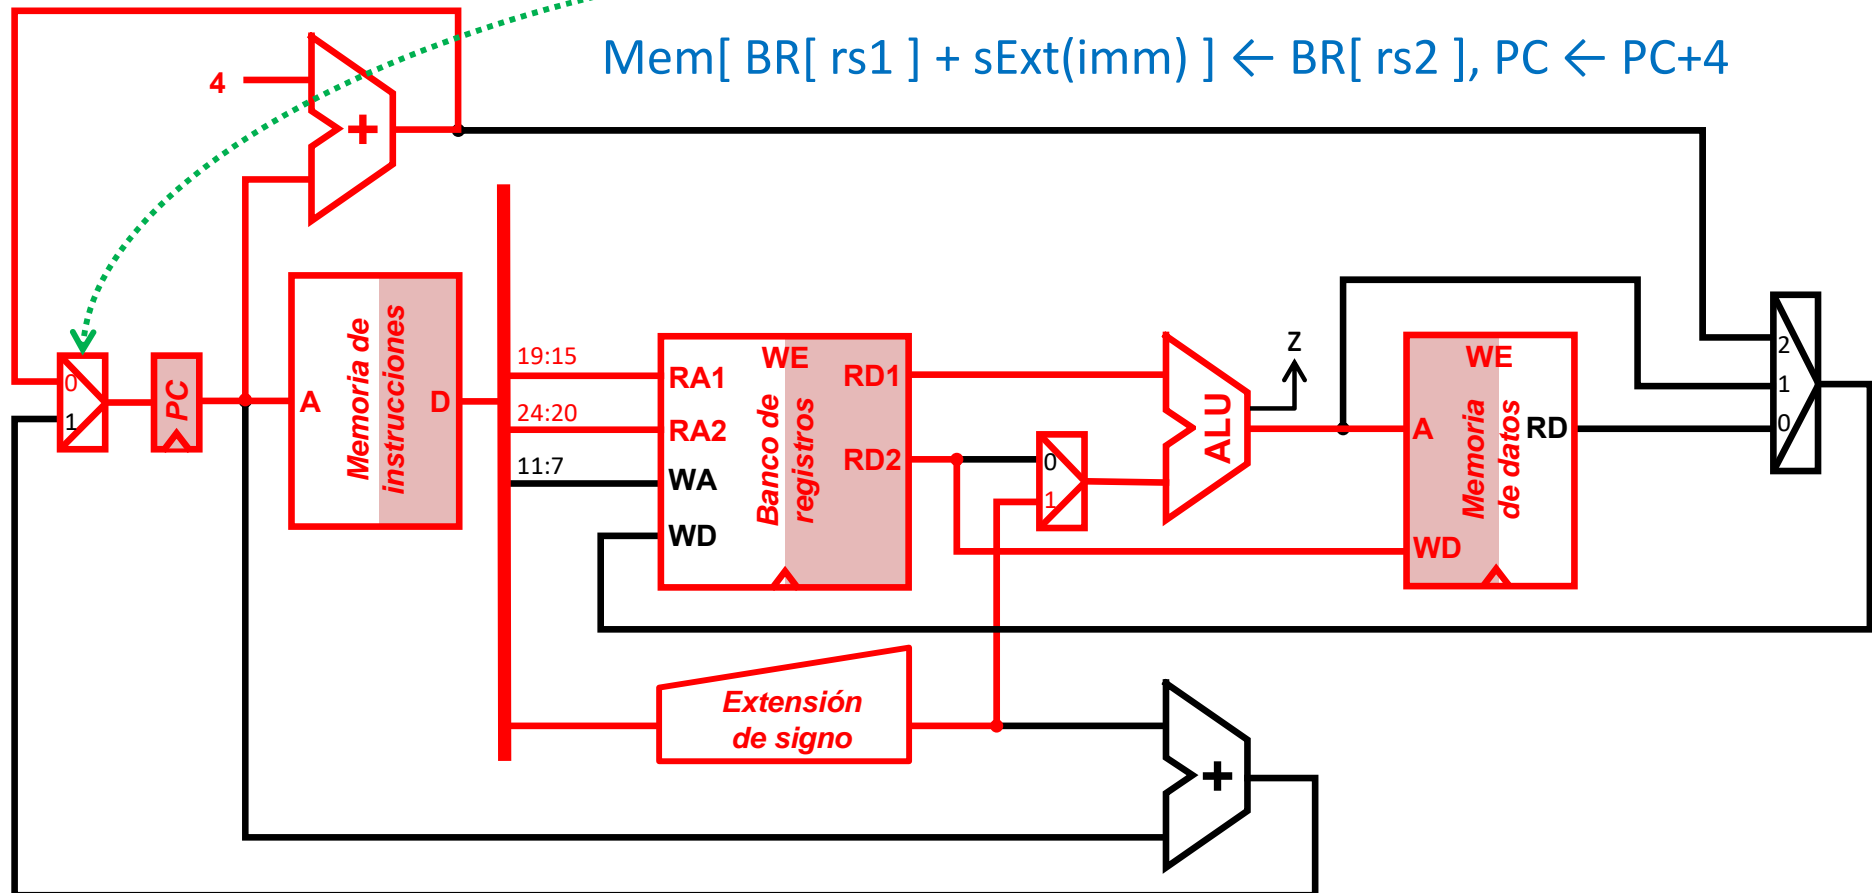 Mem[ BR[ rs1 ] + sExt(imm) ] ← BR[ rs2 ], PC ← PC+4
4
+
0
1
PC
A
Memoria de
instrucciones
D
19:15
24:20
11:7
RA1
RA2
WA
WD
WE
Banco de
registros
RD1
RD2
0
1
ALU
Z
A
WD
WE
Memoria
de datos
RD
2
1
0
Extensión
de signo
+